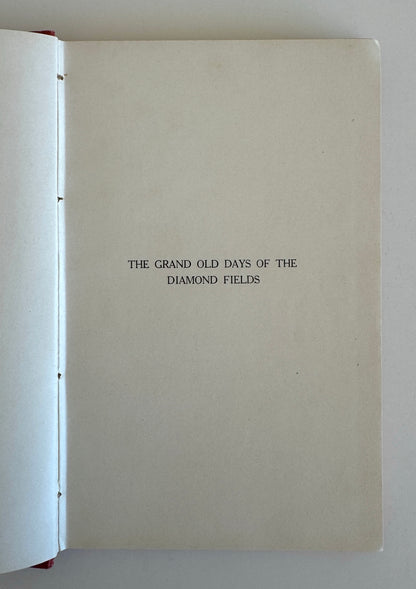 THE GRAND OLD DAYS OF THE
DIAMOND FIELDS